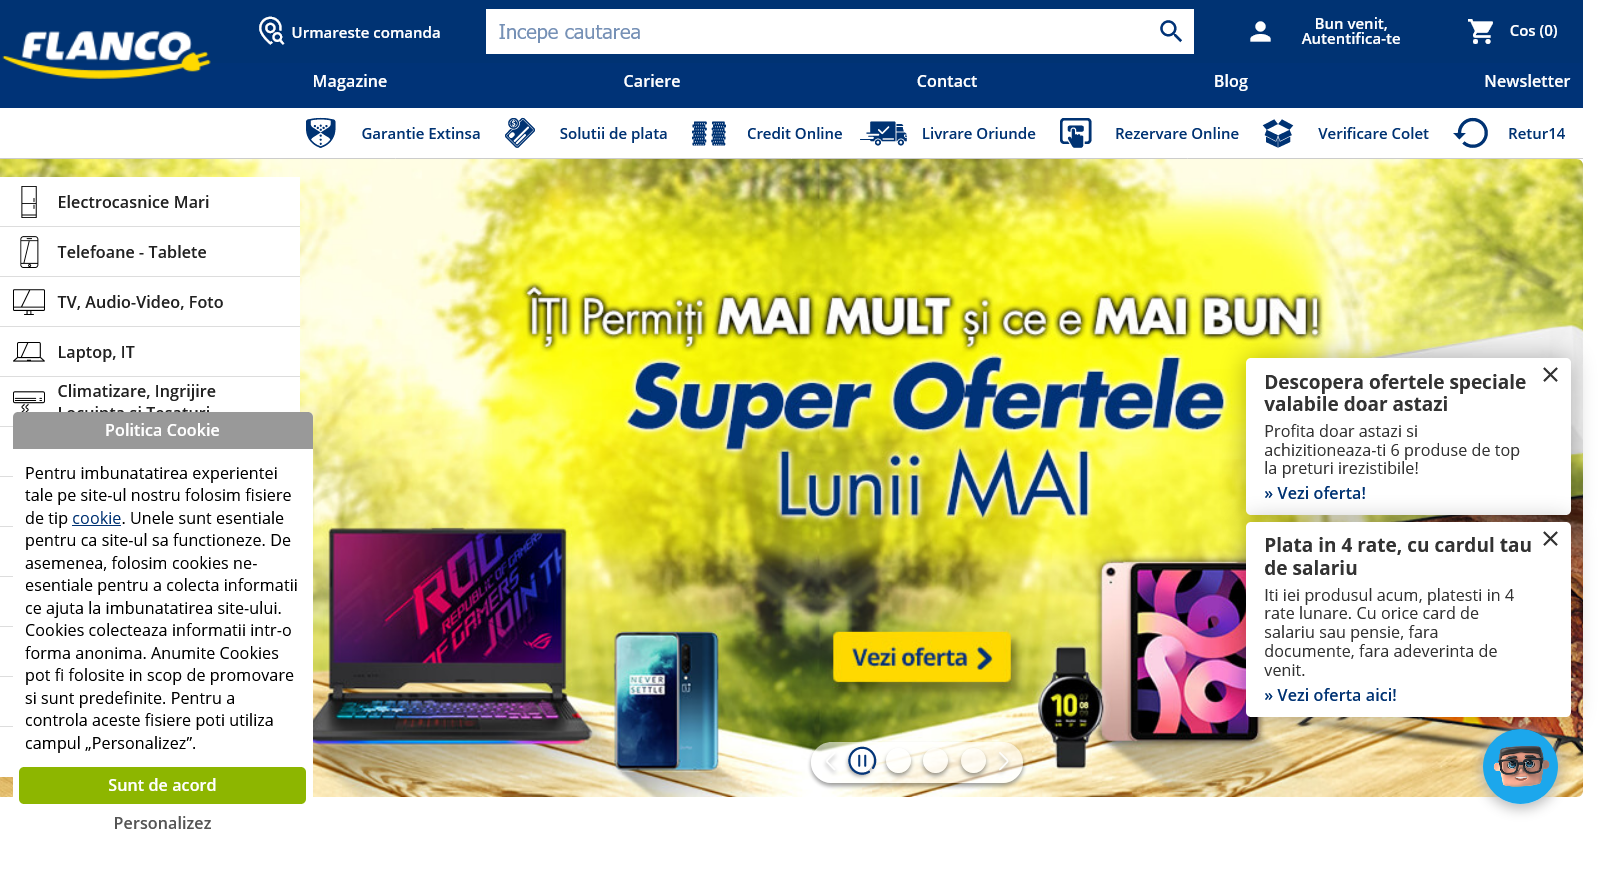 FLANCO
Urmareste comanda
Incepe cautarea
Bun venit,
Autentifica-te
Cos (0)
Magazine
Cariere
Contact
Blog
Newsletter
Garantie Extinsa
Solutii de plata
Credit Online
Livrare Oriunde
Rezervare Online
Verificare Colet
Retur14
Electrocasnice Mari
Telefoane - Tablete
TV, Audio-Video, Foto
Laptop, IT
Climatizare, Ingrijire
Locuinta si Tesaturi
Politica Cookie
Pentru imbunatatirea experientei
tale pe site-ul nostru folosim fisiere
de tip cookie. Unele sunt esentiale
pentru ca site-ul sa functioneze. De
asemenea, folosim cookies ne-
esentiale pentru a colecta informatii
ce ajuta la imbunatatirea site-ului.
Cookies colecteaza informatii intr-o
forma anonima. Anumite Cookies
pot fi folosite in scop de promovare
si sunt predefinite. Pentru a
controla aceste fisiere poti utiliza
campul „Personalizez”.
Sunt de acord
Personalizez
ÎȚI Permiți MAI MULT și ce e MAI BUN!
Super Ofertele
Lunii MAI
ROG
REPUBLIC OF GAMERS
JOIN TH
NEVER
SETTLE
Vezi oferta
10
08
Descopera ofertele speciale
valabile doar astazi
Profita doar astazi si
achizitioneaza-ti 6 produse de top
la preturi irezistibile!
» Vezi oferta!
Plata in 4 rate, cu cardul tau
de salariu
Iti iei produsul acum, platesti in 4
rate lunare. Cu orice card de
salariu sau pensie, fara
documente, fara adeverinta de
venit.
» Vezi oferta aici!